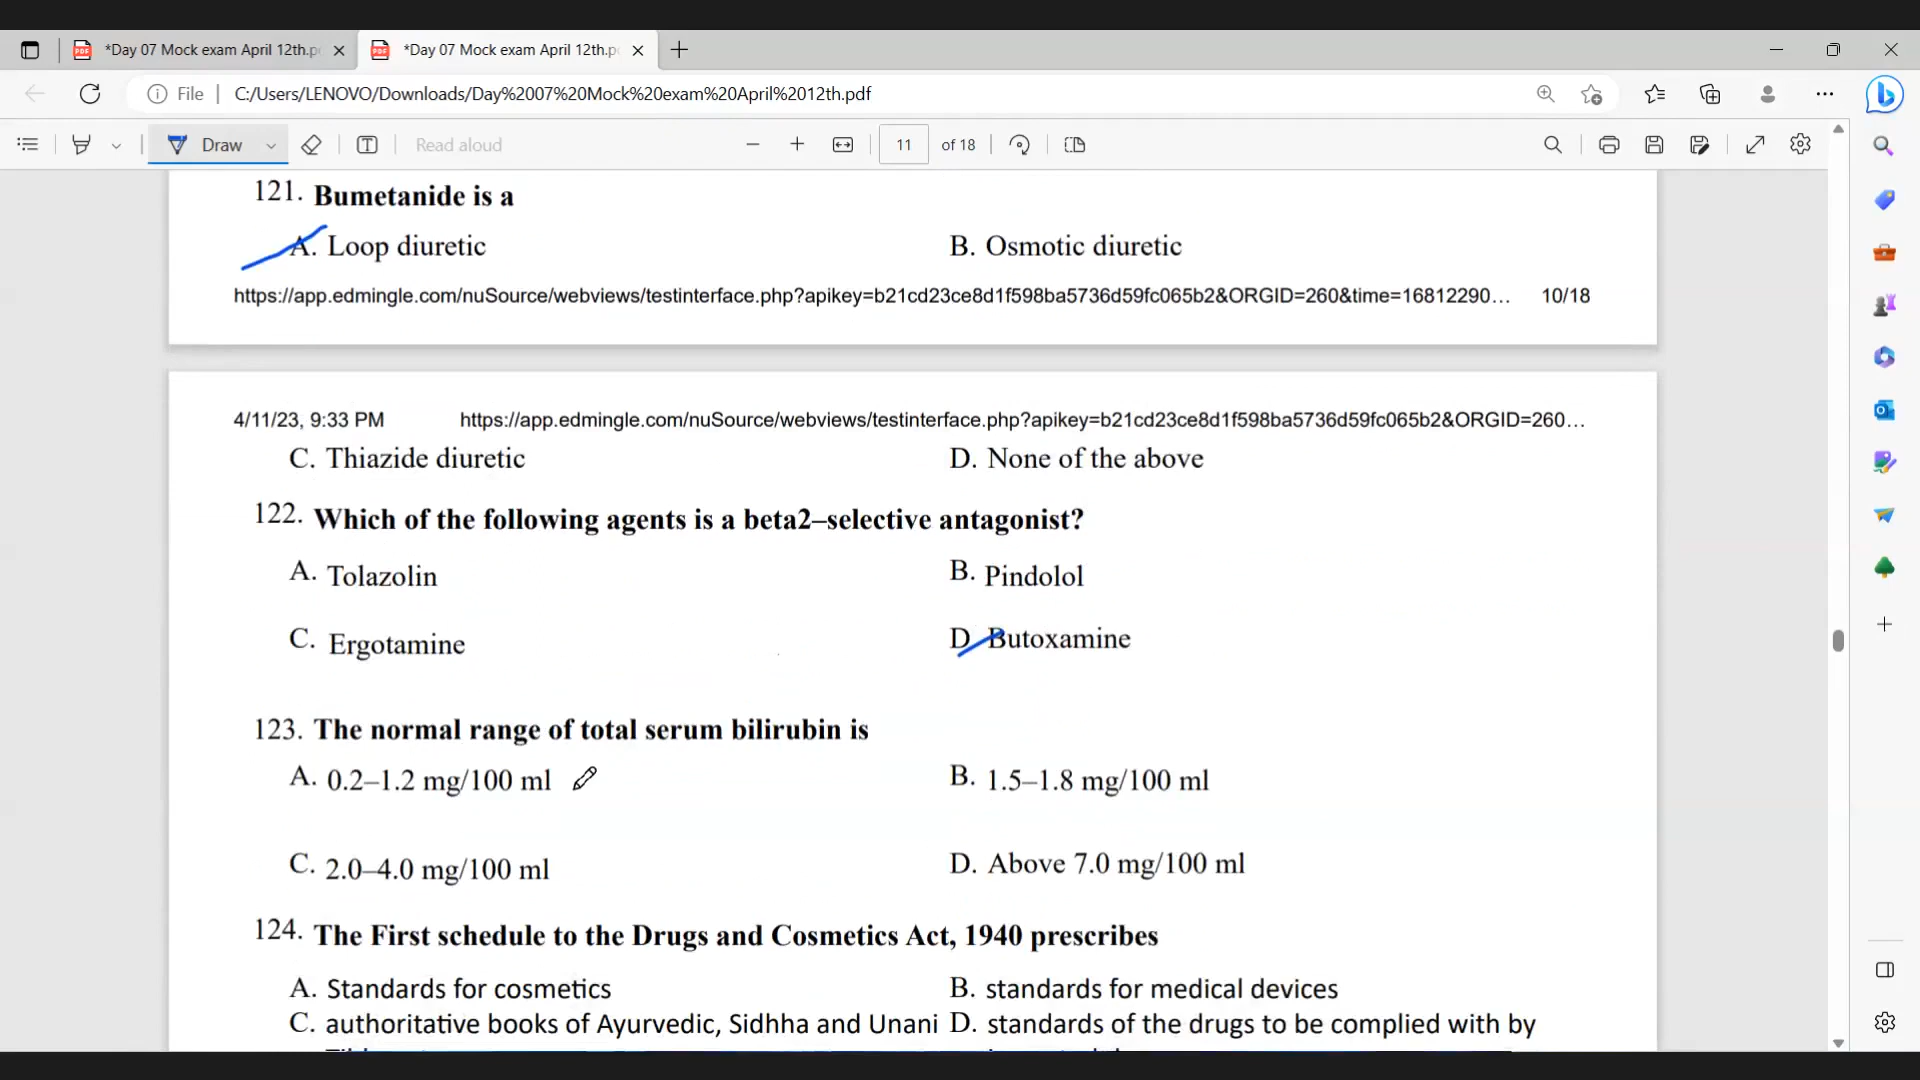 *Day 07 Mock exam April 12th.p
*Day 07 Mock exam April 12th.p
File
C:/Users/LENOVO/Downloads/Day%2007%20Mock%20exam%20April%2012th.pdf
Draw
Read aloud
11 of 18
121. Bumetanide is a
A. Loop diuretic
B. Osmotic diuretic
https://app.edmingle.com/nuSource/webviews/testinterface.php?apikey=b21cd23ce8d1f598ba5736d59fc065b2&ORGID=260&time=16812290… 10/18
4/11/23, 9:33 PM https://app.edmingle.com/nuSource/webviews/testinterface.php?apikey=b21cd23ce8d1f598ba5736d59fc065b2&ORGID=260…
C. Thiazide diuretic
D. None of the above
122. Which of the following agents is a beta2–selective antagonist?
A. Tolazolin
B. Pindolol
C. Ergotamine
D. Butoxamine
123. The normal range of total serum bilirubin is
A. 0.2–1.2 mg/100 ml
B. 1.5–1.8 mg/100 ml
C. 2.0–4.0 mg/100 ml
D. Above 7.0 mg/100 ml
124. The First schedule to the Drugs and Cosmetics Act, 1940 prescribes
A. Standards for cosmetics
B. standards for medical devices
C. authoritative books of Ayurvedic, Sidhha and Unani
D. standards of the drugs to be complied with by